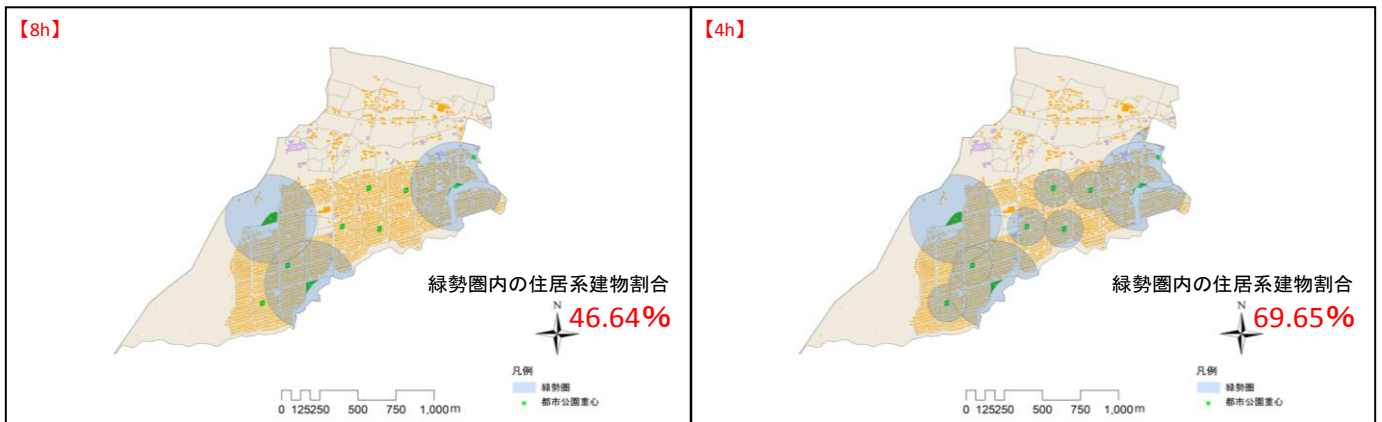 【8h】
緑勢圏内の住居系建物割合
N
46.64%
凡例
緑勢圏
都市公園重心
0 125250 500 750 1,000 m
【4h】
緑勢圏内の住居系建物割合
N
69.65%
凡例
緑勢圏
都市公園重心
0 125250 500 750 1,000 m